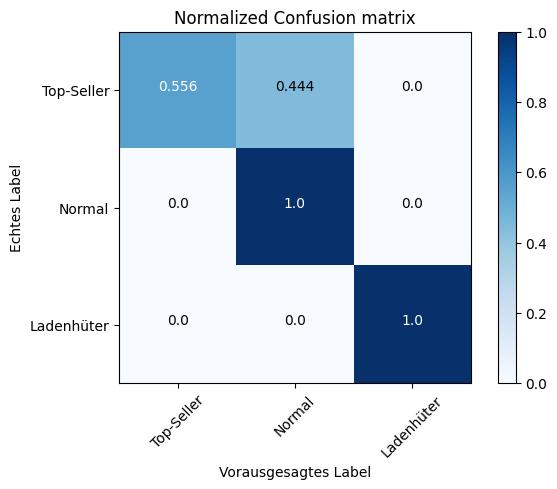 Normalized Confusion matrix
Echtes Label
Top-Seller
0.556 0.444 0.0
Normal
0.0 1.0 0.0
Ladenhüter
0.0 0.0 1.0
Top-Seller Normal Ladenhüter
Vorausgesagtes Label
1.0
0.8
0.6
0.4
0.2
0.0